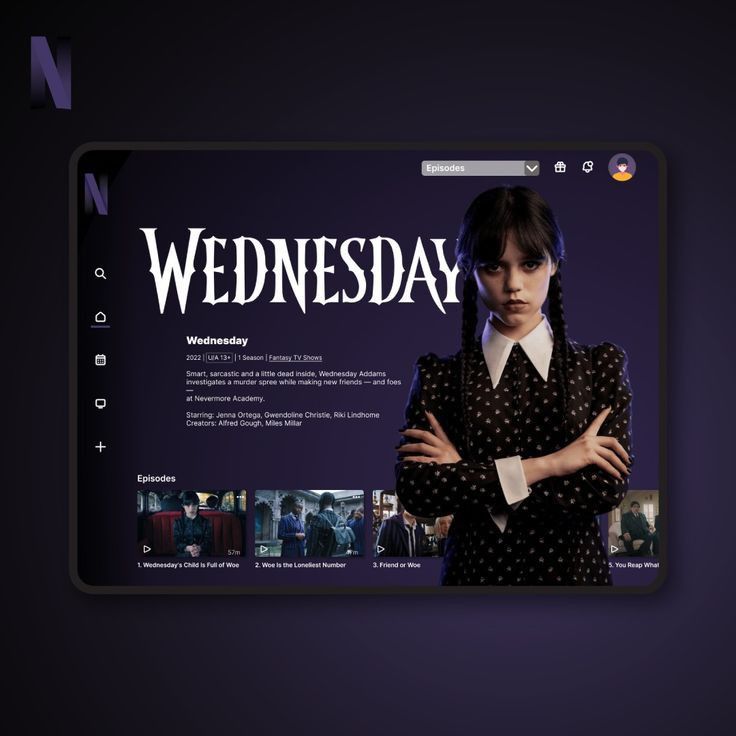 N
N
Episodes
WEDNESDAY
Wednesday
2022 | U/A 13+ | 1 Season | Fantasy TV Shows
Smart, sarcastic and a little dead inside, Wednesday Addams
investigates a murder spree while making new friends — and foes
—
at Nevermore Academy.
Starring: Jenna Ortega, Gwendoline Christie, Riki Lindhome
Creators: Alfred Gough, Miles Millar
Episodes
57m
1. Wednesday's Child Is Full of Woe
2. Woe Is the Loneliest Number
3. Friend or Woe
5. You Reap What